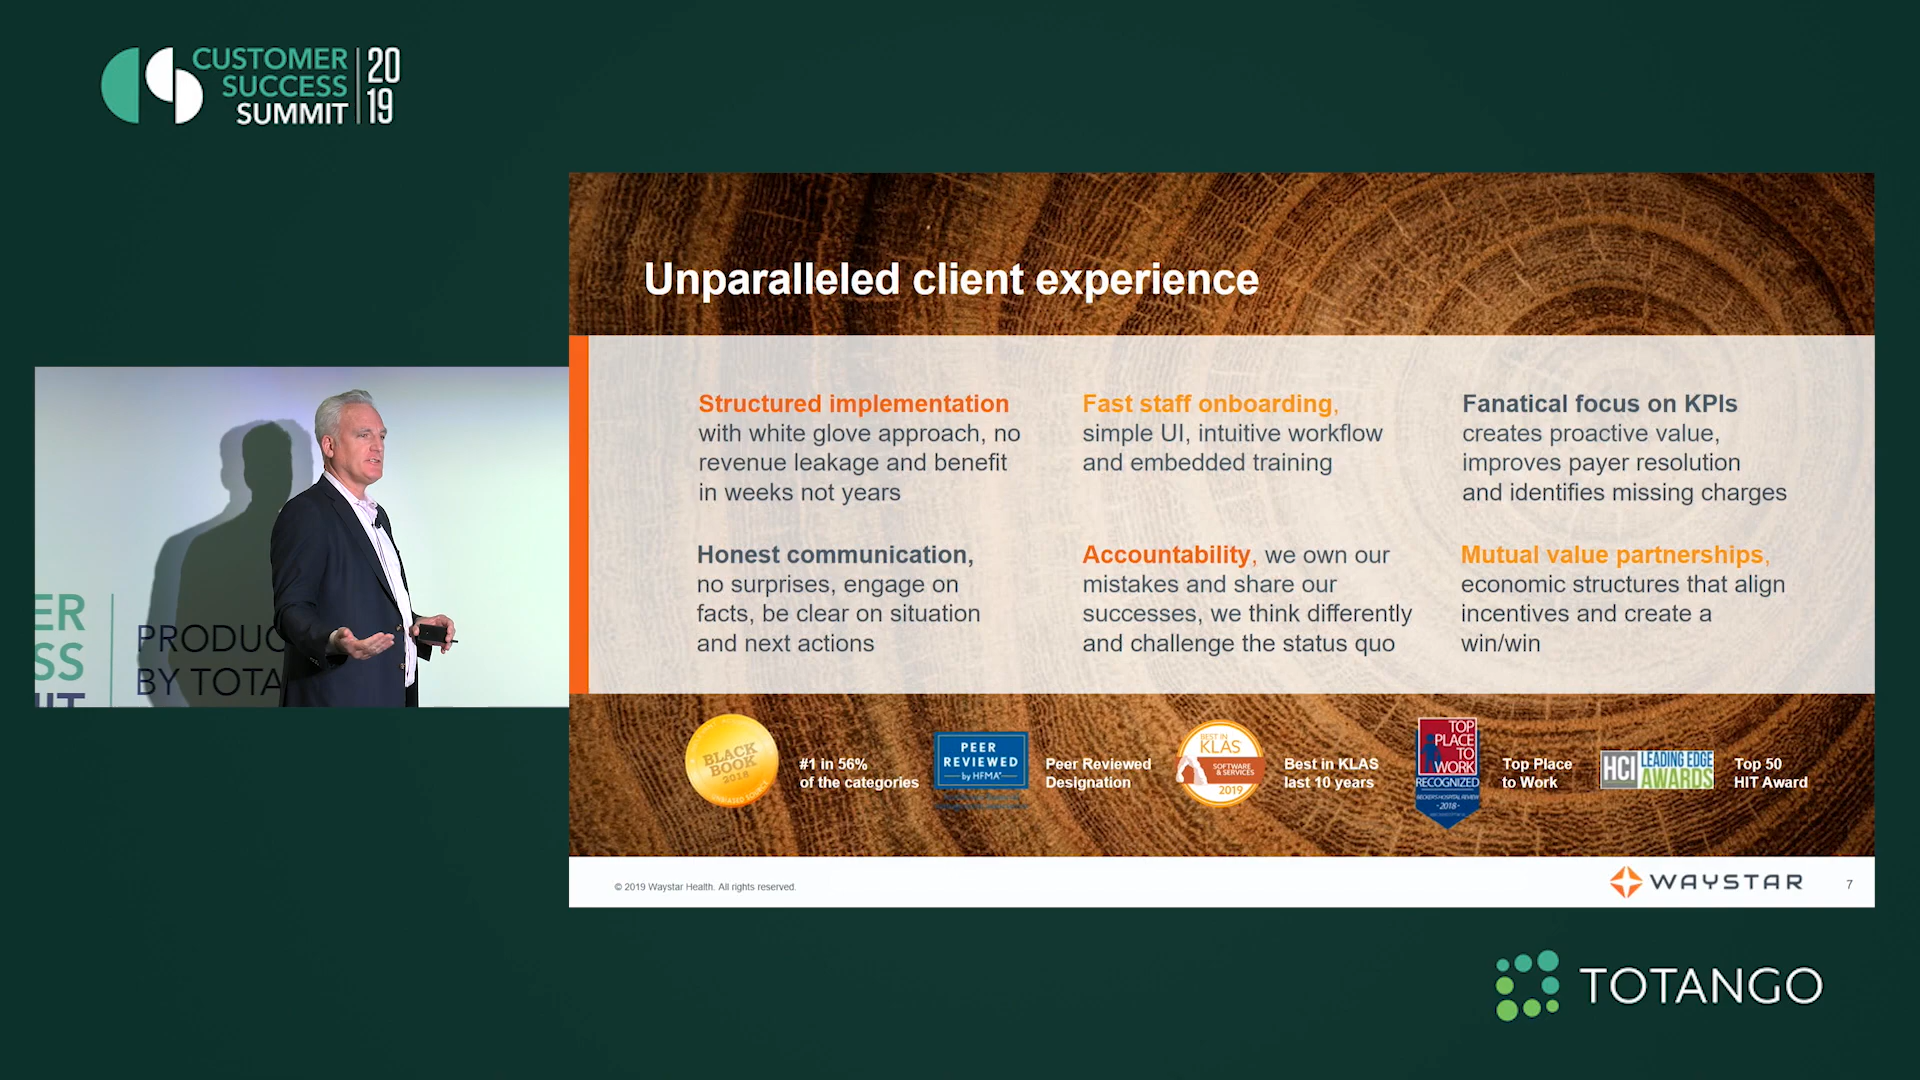 CUSTOMER
SUCCESS
SUMMIT
20
19
Unparalleled client experience
Structured implementation
with white glove approach, no
revenue leakage and benefit
in weeks not years
Fast staff onboarding,
simple UI, intuitive workflow
and embedded training
Fanatical focus on KPIs
creates proactive value,
improves payer resolution
and identifies missing charges
Honest communication,
no surprises, engage on
facts, be clear on situation
and next actions
Accountability, we own our
mistakes and share our
successes, we think differently
and challenge the status quo
Mutual value partnerships,
economic structures that align
incentives and create a
win/win
ER
SS
IIT
PRODUC
BY TOTA
BLACK
BOOK
2018
#1 in 56%
of the categories
PEER
REVIEWED
by HFMA
Peer Reviewed
Designation
BEST IN
KLAS
SOFTWARE
& SERVICES
2019
Best in KLAS
last 10 years
TOP
PLACE
TO
WORK
RECOGNIZED
BECKER'S HOSPITAL REVIEW
-2018-
Top Place
to Work
HCI
LEADING EDGE
AWARDS
Top 50
HIT Award
© 2019 Waystar Health. All rights reserved.
WAYSTAR
7
TOTANGO